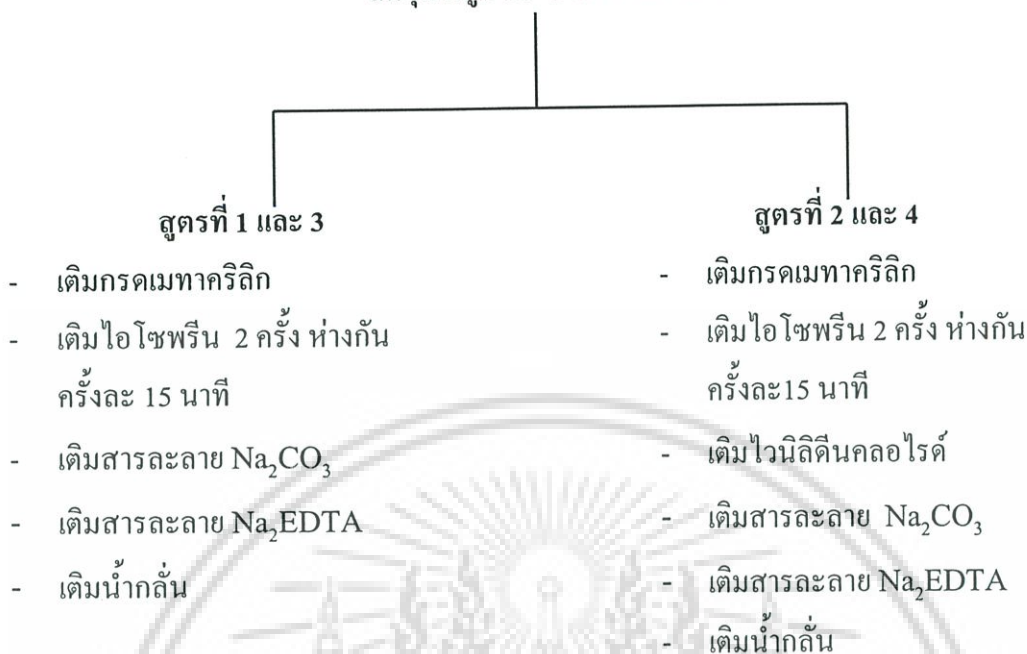 สูตรที่ 1 และ 3
- เติมกรดเมทาคริลิก
- เติมไอโซพรีน 2 ครั้ง ห่างกัน
ครั้งละ 15 นาที
- เติมสารละลาย Na₂CO₃
- เติมสารละลาย Na₂EDTA
- เติมน้ำกลั่น
สูตรที่ 2 และ 4
- เติมกรดเมทาคริลิก
- เติมไอโซพรีน 2 ครั้ง ห่างกัน
ครั้งละ15 นาที
- เติมไวนิลิดีนคลอไรด์
- เติมสารละลาย Na₂CO₃
- เติมสารละลาย Na₂EDTA
- เติมน้ำกลั่น